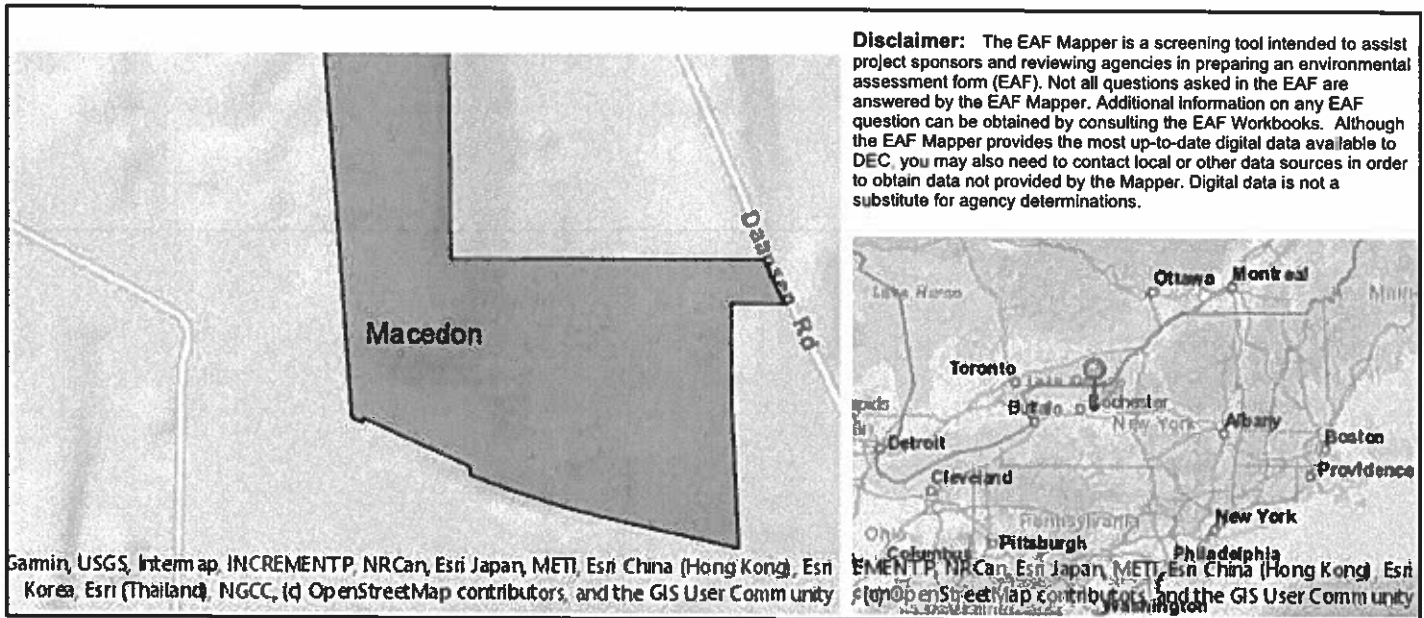 Disclaimer: The EAF Mapper is a screening tool intended to assist
project sponsors and reviewing agencies in preparing an environmental
assessment form (EAF). Not all questions asked in the EAF are
answered by the EAF Mapper. Additional information on any EAF
question can be obtained by consulting the EAF Workbooks. Although
the EAF Mapper provides the most up-to-date digital data available to
DEC, you may also need to contact local or other data sources in order
to obtain data not provided by the Mapper. Digital data is not a
substitute for agency determinations.
Daansen Rd
Macedon
Garmin, USGS, Intermap, INCREMENTP, NRCan, Esri Japan, METI, Esri China (Hong Kong), Esri
Korea, Esri (Thailand), NGCC, (c) OpenStreetMap contributors, and the GIS User Community
Ottawa
Montreal
Lake Huron
Toronto
Rochester
Buffalo
New York
Albany
Detroit
Boston
Cleveland
Providence
Pennsylvania
New York
Ohio
Columbus
Pittsburgh
Philadelphia
EMENTP, NRCan, Esri Japan, METI, Esri China (Hong Kong), Esri
(c) OpenStreetMap contributors, and the GIS User Community
Washington